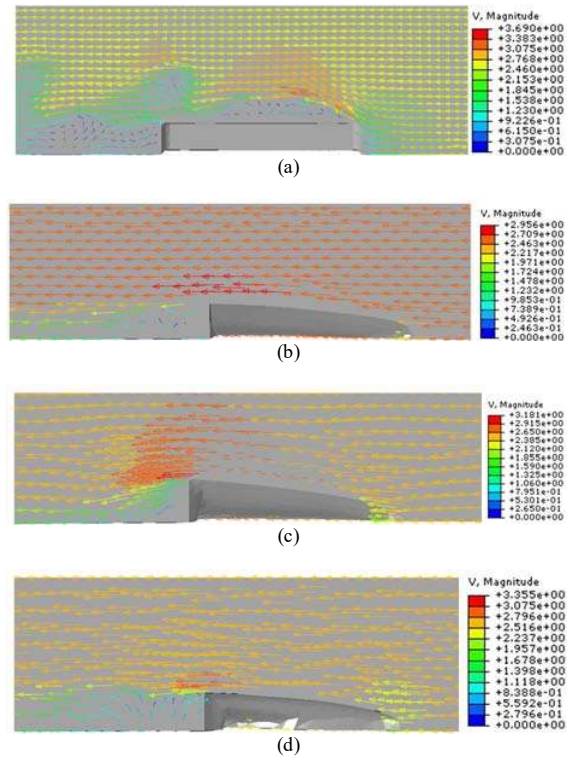 V, Magnitude
+3.690e+00
+3.383e+00
+3.075e+00
+2.768e+00
+2.460e+00
+2.153e+00
+1.845e+00
+1.538e+00
+1.230e+00
+9.226e-01
+6.150e-01
+3.075e-01
+0.000e+00
(a)
V, Magnitude
+2.956e+00
+2.709e+00
+2.463e+00
+2.217e+00
+1.971e+00
+1.724e+00
+1.478e+00
+1.232e+00
+9.853e-01
+7.389e-01
+4.926e-01
+2.463e-01
+0.000e+00
(b)
V, Magnitude
+3.181e+00
+2.915e+00
+2.650e+00
+2.385e+00
+2.120e+00
+1.855e+00
+1.590e+00
+1.325e+00
+1.060e+00
+7.951e-01
+5.301e-01
+2.650e-01
+0.000e+00
(c)
V, Magnitude
+3.355e+00
+3.075e+00
+2.796e+00
+2.516e+00
+2.237e+00
+1.957e+00
+1.678e+00
+1.398e+00
+1.118e+00
+8.388e-01
+5.592e-01
+2.796e-01
+0.000e+00
(d)